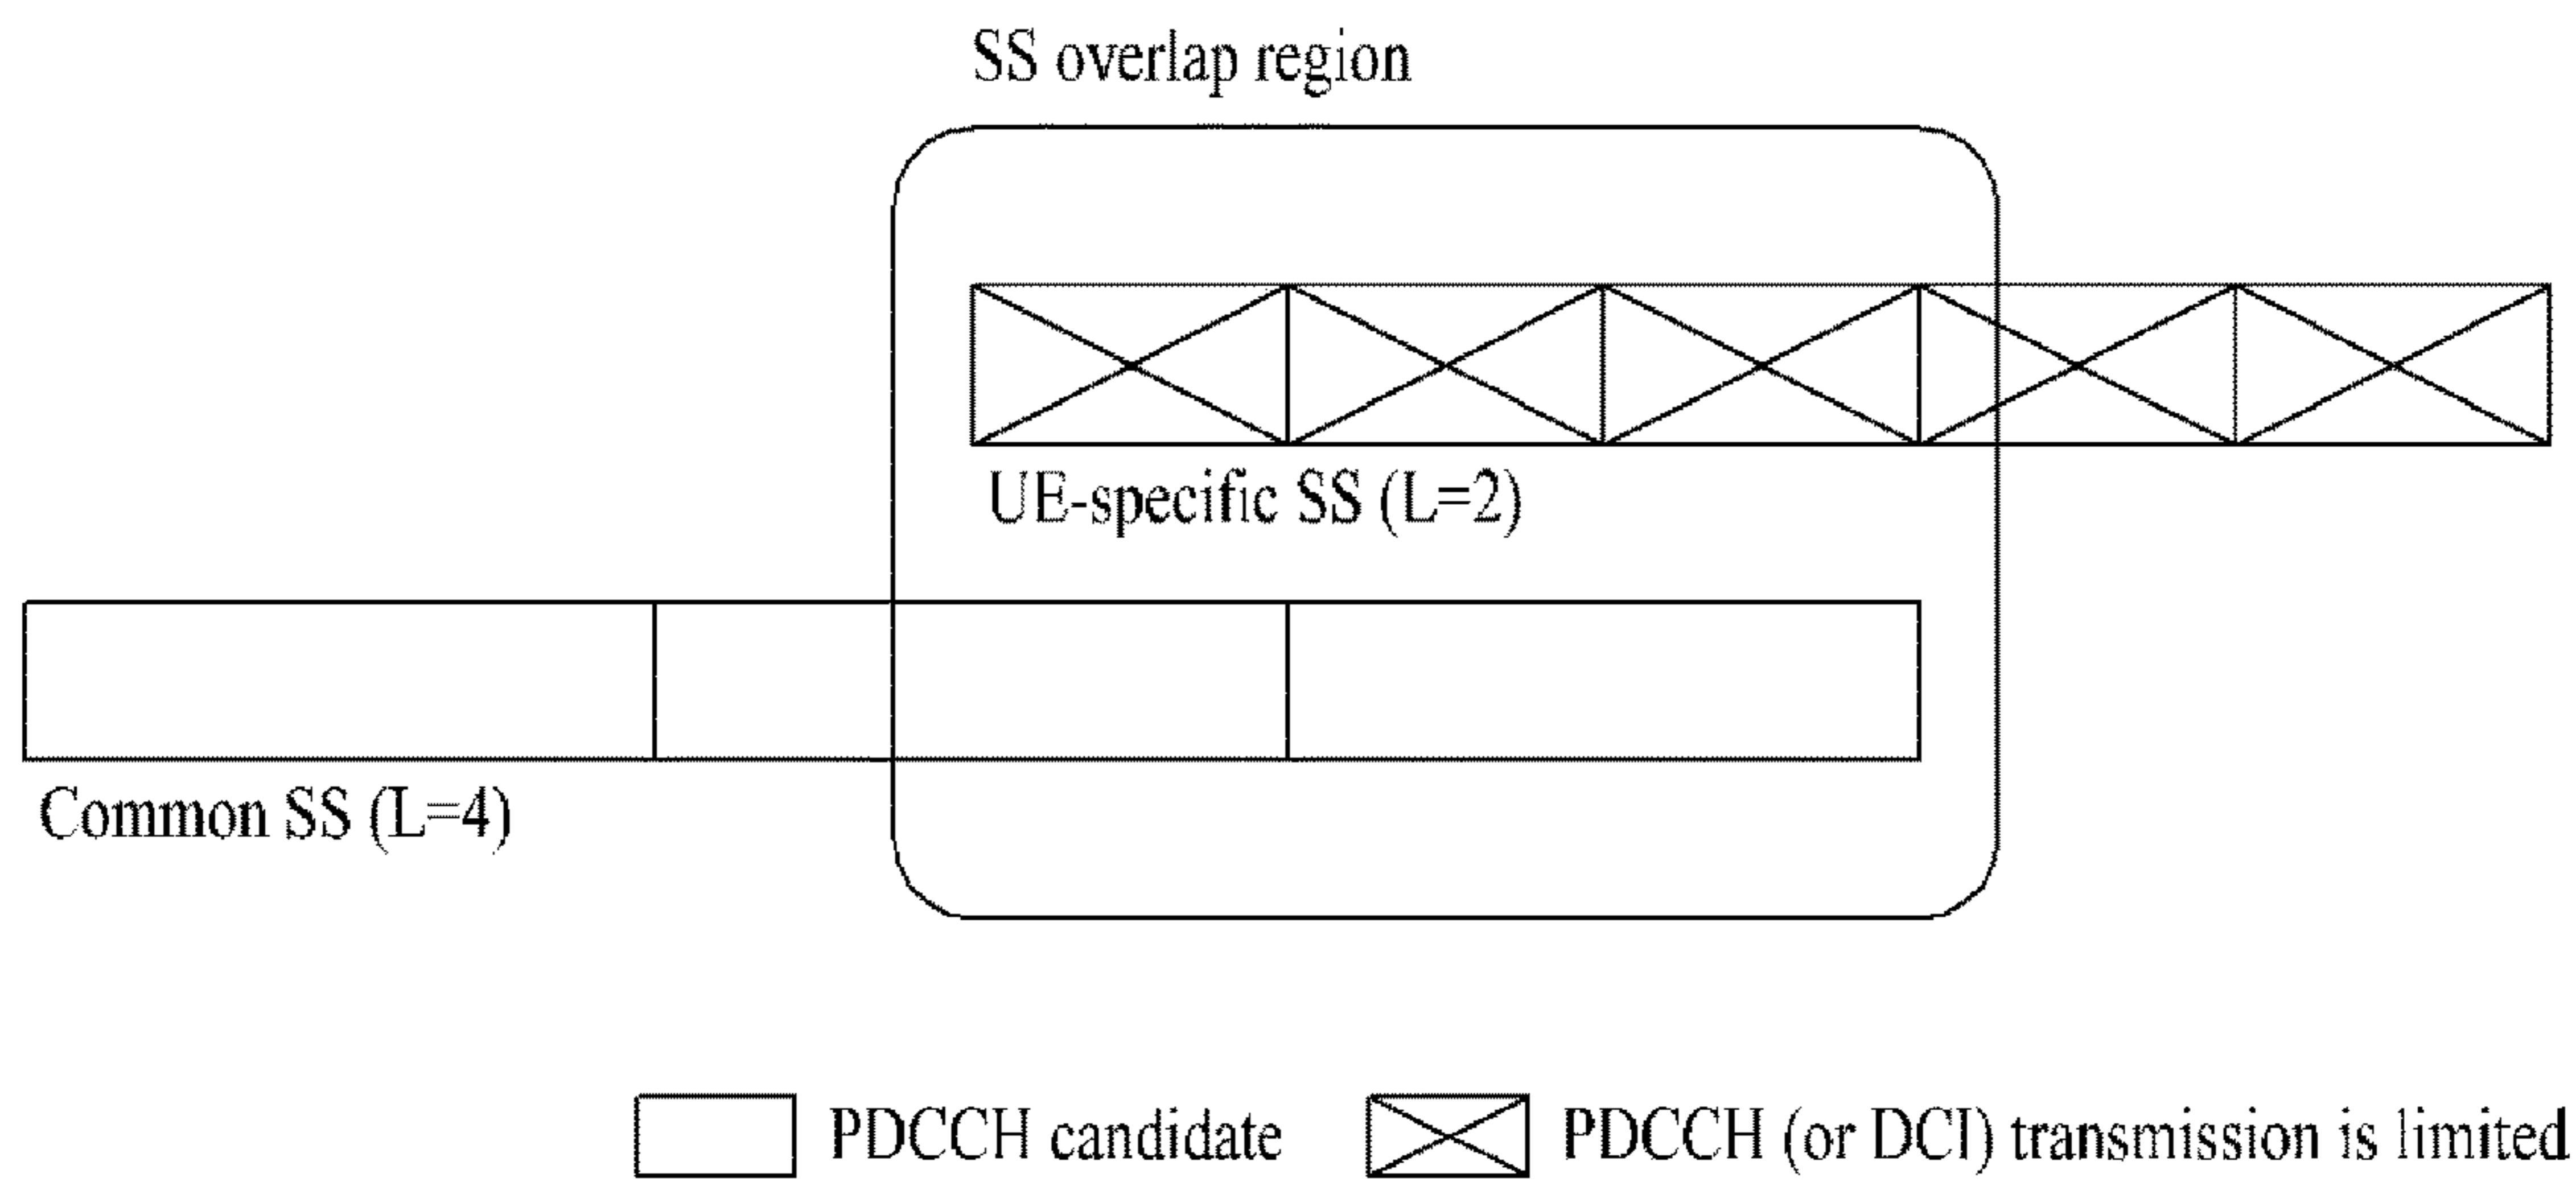 SS overlap region
UE-specific SS (L=2)
Common SS (L=4)
PDCCH candidate
PDCCH (or DCI) transmission is limited